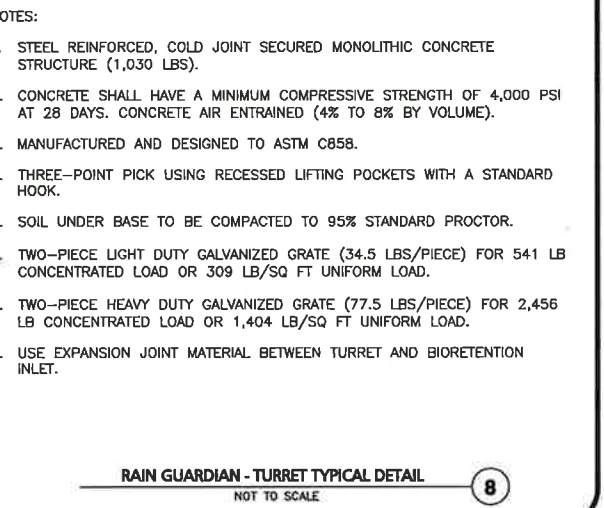 OTES:
. STEEL REINFORCED, COLD JOINT SECURED MONOLITHIC CONCRETE
STRUCTURE (1,030 LBS).
. CONCRETE SHALL HAVE A MINIMUM COMPRESSIVE STRENGTH OF 4,000 PSI
AT 28 DAYS. CONCRETE AIR ENTRAINED (4% TO 8% BY VOLUME).
. MANUFACTURED AND DESIGNED TO ASTM C858.
. THREE-POINT PICK USING RECESSED LIFTING POCKETS WITH A STANDARD
HOOK.
. SOIL UNDER BASE TO BE COMPACTED TO 95% STANDARD PROCTOR.
. TWO-PIECE LIGHT DUTY GALVANIZED GRATE (34.5 LBS/PIECE) FOR 541 LB
CONCENTRATED LOAD OR 309 LB/SQ FT UNIFORM LOAD.
. TWO-PIECE HEAVY DUTY GALVANIZED GRATE (77.5 LBS/PIECE) FOR 2,456
LB CONCENTRATED LOAD OR 1,404 LB/SQ FT UNIFORM LOAD.
. USE EXPANSION JOINT MATERIAL BETWEEN TURRET AND BIORETENTION
INLET.
RAIN GUARDIAN - TURRET TYPICAL DETAIL
NOT TO SCALE
8